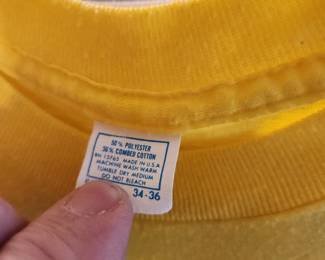 50% POLYESTER
50% COMBED COTTON
RN 13765 MADE IN U.S.A.
MACHINE WASH WARM
TUMBLE DRY MEDIUM
DO NOT BLEACH
34-36